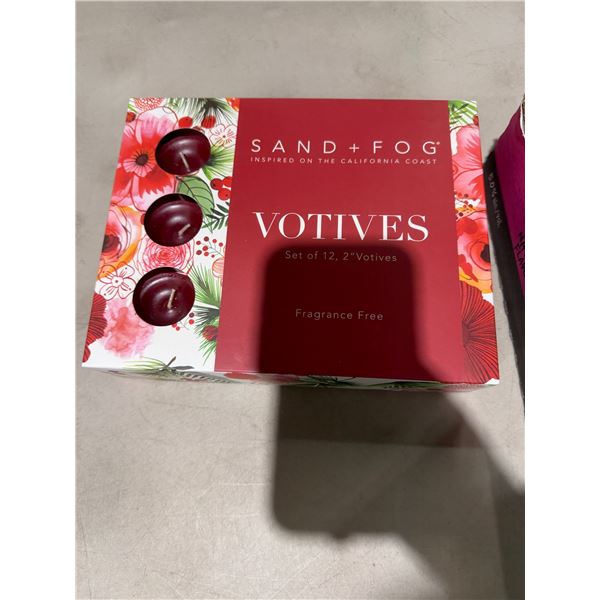 SAND + FOG®
INSPIRED ON THE CALIFORNIA COAST
VOTIVES
Set of 12, 2" Votives
Fragrance Free